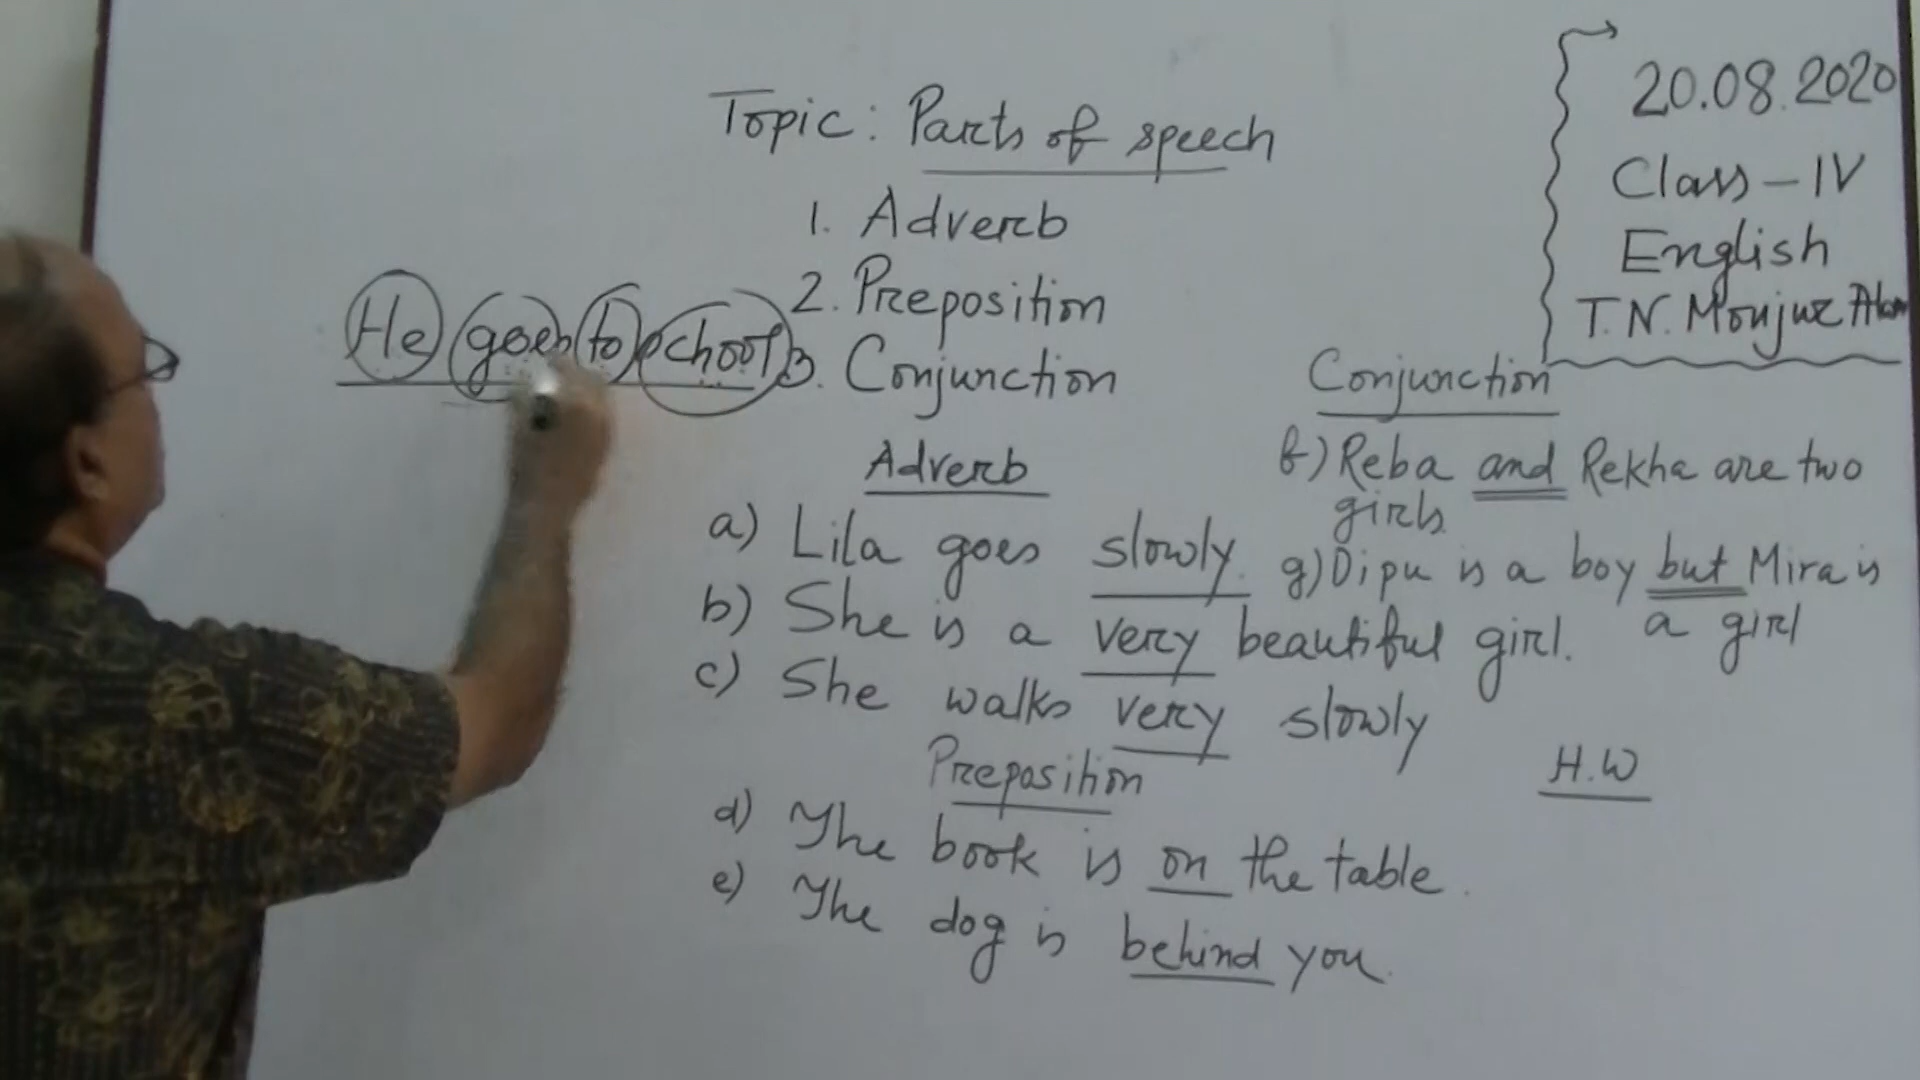 Topic: Parts of speech
1. Adverb
2. Preposition
3. Conjunction
He goes to school
20.08.2020
Class-IV
English
T.N. Monjur Alam
Adverb
a) Lila goes slowly.
b) She is a very beautiful girl.
c) She walks very slowly
Preposition
d) The book is on the table.
e) The dog is behind you.
Conjunction
f) Reba and Rekha are two
girls.
g) Dipu is a boy but Mira is
a girl
H.W